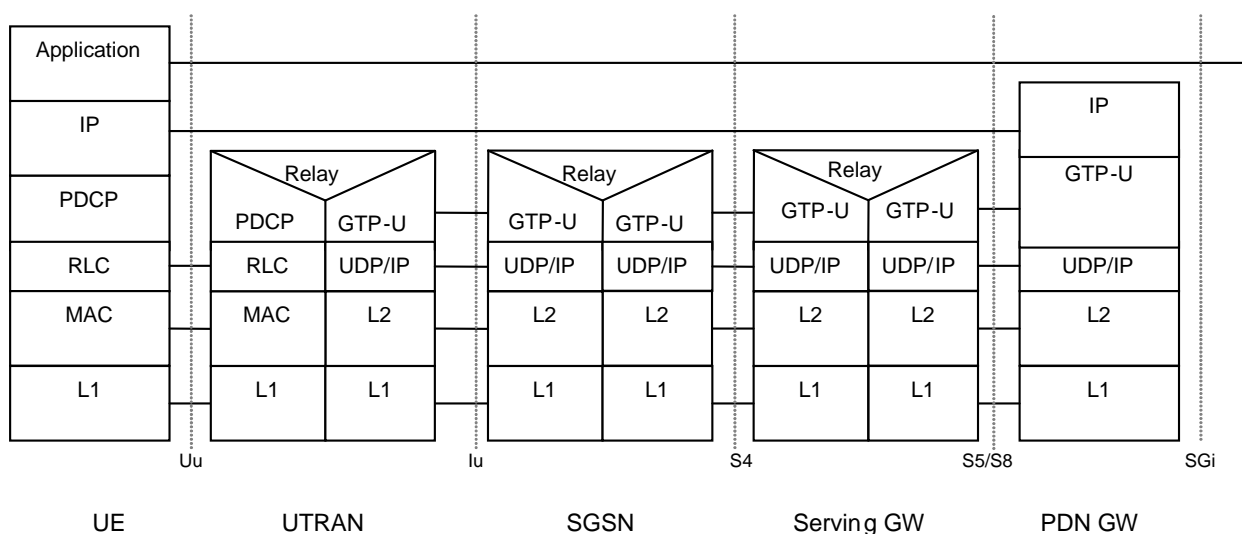 Application
IP
IP
Relay
Relay
Relay
GTP-U
PDCP
PDCP
GTP-U
GTP-U
GTP-U
GTP-U
GTP-U
RLC
RLC
UDP/IP
UDP/IP
UDP/IP
UDP/IP
UDP/IP
UDP/IP
MAC
MAC
L2
L2
L2
L2
L2
L2
L1
L1
L1
L1
L1
L1
L1
L1
Uu
Iu
S4
S5/S8
SGi
UE
UTRAN
SGSN
Serving GW
PDN GW